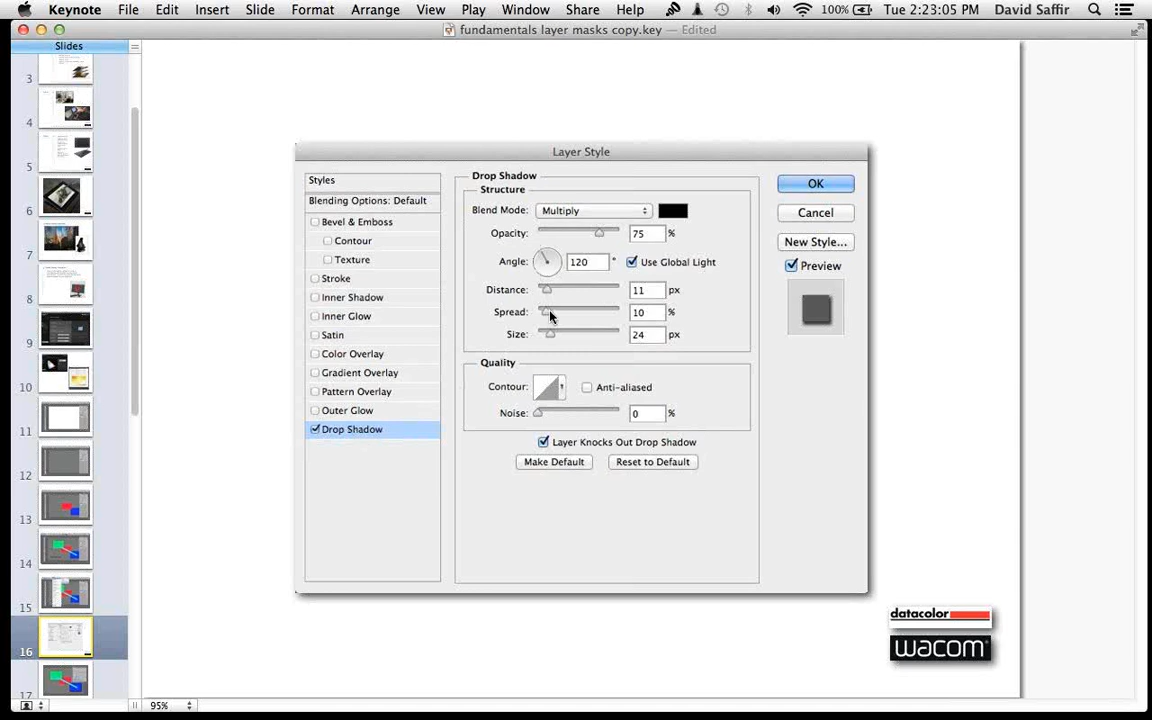 Keynote File Edit Insert Slide Format Arrange View Play Window Share Help 100% Tue 2:23:05 PM David Saffir
fundamentals layer masks copy.key — Edited
Slides
3
4
5
6
7
8
9
10
11
12
13
14
15
16
17
Layer Style
Styles
Blending Options: Default
Bevel & Emboss
Contour
Texture
Stroke
Inner Shadow
Inner Glow
Satin
Color Overlay
Gradient Overlay
Pattern Overlay
Outer Glow
Drop Shadow
Drop Shadow
Structure
Blend Mode: Multiply
Opacity: 75 %
Angle: 120 ° Use Global Light
Distance: 11 px
Spread: 10 %
Size: 24 px
Quality
Contour: Anti-aliased
Noise: 0 %
Layer Knocks Out Drop Shadow
Make Default Reset to Default
OK
Cancel
New Style...
Preview
datacolor
wacom
95%